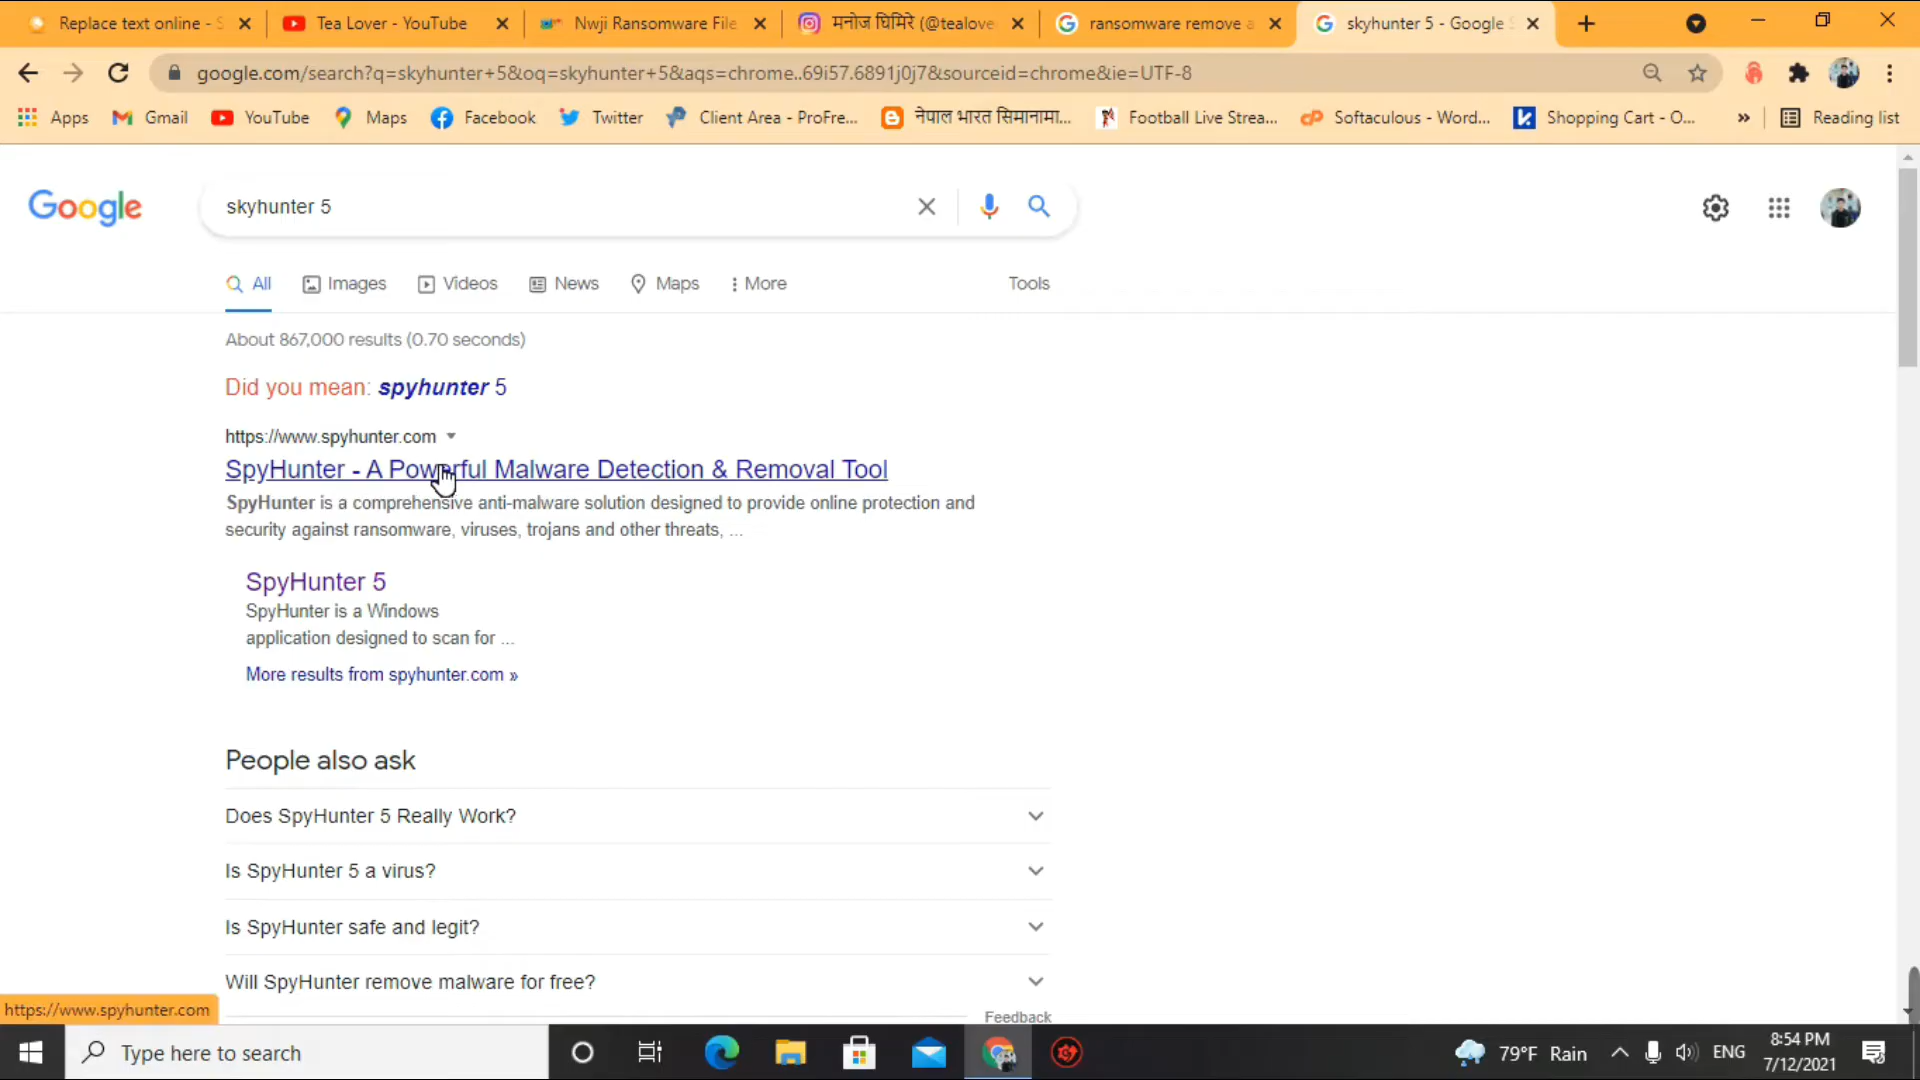 Replace text online - S
Tea Lover - YouTube
Nwji Ransomware File
मनोज घिमिरे (@tealove
ransomware remove a
skyhunter 5 - Google S
google.com/search?q=skyhunter+5&oq=skyhunter+5&aqs=chrome..69i57.6891j0j7&sourceid=chrome&ie=UTF-8
Apps
Gmail
YouTube
Maps
Facebook
Twitter
Client Area - ProFre...
नेपाल भारत सिमानामा...
Football Live Strea...
Softaculous - Word...
Shopping Cart - O...
»
Reading list
Google
skyhunter 5
All
Images
Videos
News
Maps
More
Tools
About 867,000 results (0.70 seconds)
Did you mean: spyhunter 5
https://www.spyhunter.com
SpyHunter - A Powerful Malware Detection & Removal Tool
SpyHunter is a comprehensive anti-malware solution designed to provide online protection and
security against ransomware, viruses, trojans and other threats, ...
SpyHunter 5
SpyHunter is a Windows
application designed to scan for ...
More results from spyhunter.com »
People also ask
Does SpyHunter 5 Really Work?
Is SpyHunter 5 a virus?
Is SpyHunter safe and legit?
Will SpyHunter remove malware for free?
https://www.spyhunter.com
Feedback
Type here to search
79°F Rain
ENG
8:54 PM
7/12/2021